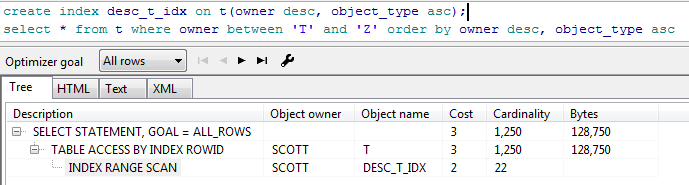 create index desc_t_idx on t(owner desc, object_type asc);
select * from t where owner between 'T' and 'Z' order by owner desc, object_type asc
Optimizer goal All rows
Tree HTML Text XML
Description Object owner Object name Cost Cardinality Bytes
SELECT STATEMENT, GOAL = ALL_ROWS 3 1,250 128,750
TABLE ACCESS BY INDEX ROWID SCOTT T 3 1,250 128,750
INDEX RANGE SCAN SCOTT DESC_T_IDX 2 22